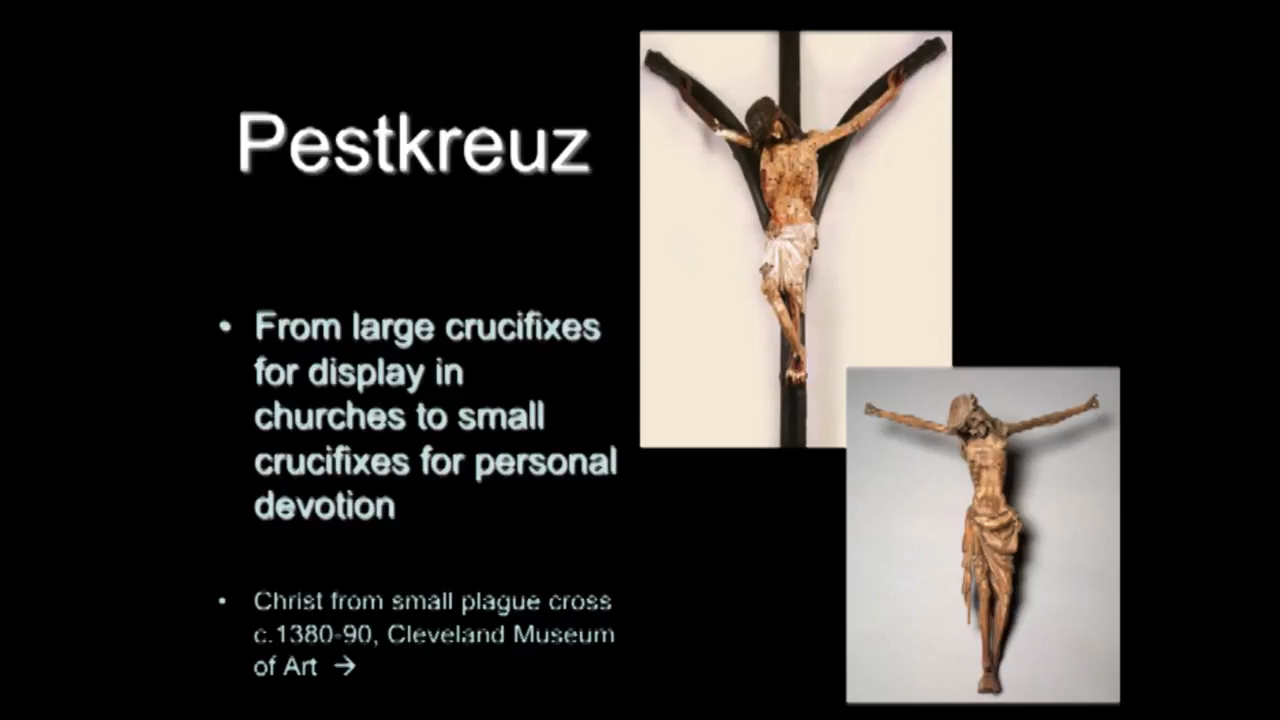 Pestkreuz
• From large crucifixes
for display in
churches to small
crucifixes for personal
devotion
• Christ from small plague cross
c.1380-90, Cleveland Museum
of Art →